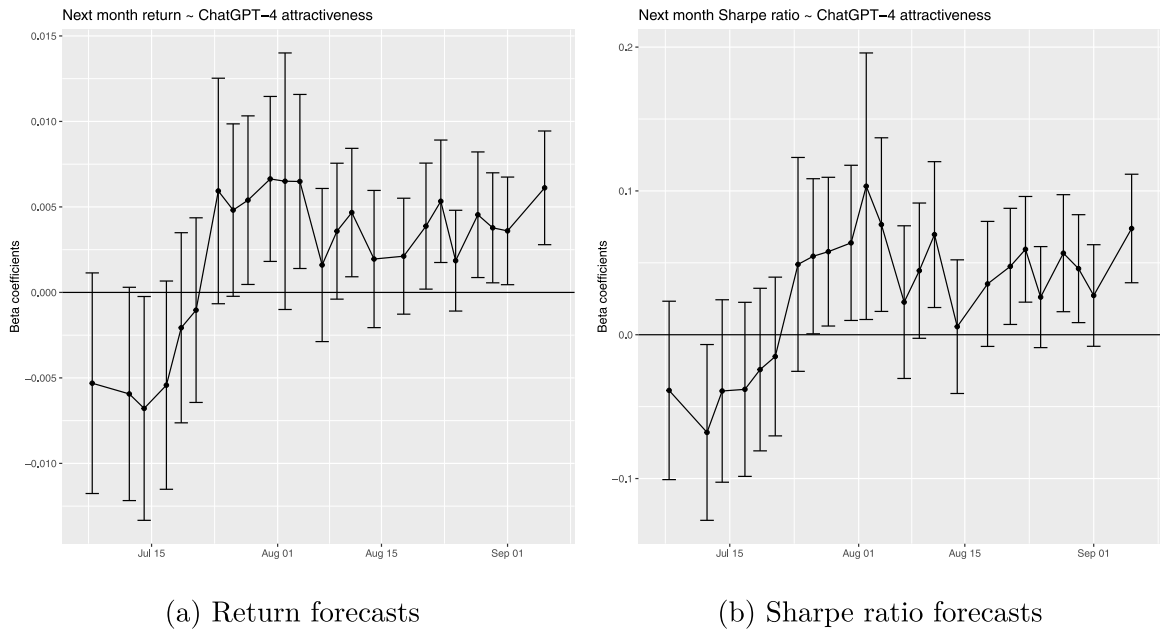 Next month return ~ ChatGPT−4 attractiveness
0.015
0.010
0.005
0.000
−0.005
−0.010
Beta coefficients
Jul 15
Aug 01
Aug 15
Sep 01
(a) Return forecasts
Next month Sharpe ratio ~ ChatGPT−4 attractiveness
0.2
0.1
0.0
−0.1
Beta coefficients
Jul 15
Aug 01
Aug 15
Sep 01
(b) Sharpe ratio forecasts